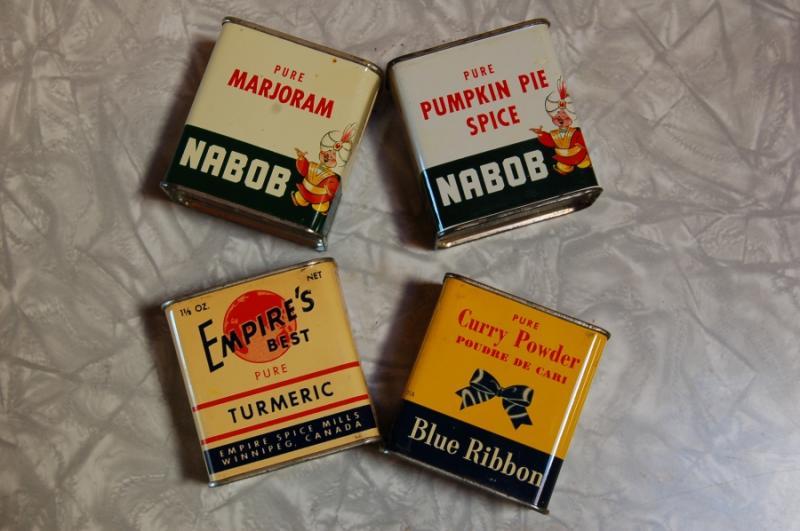 PURE
MARJORAM
NABOB
PURE
PUMPKIN PIE
SPICE
NABOB
1½ OZ. NET
EMPIRE'S
BEST
PURE
TURMERIC
EMPIRE SPICE MILLS
WINNIPEG, CANADA
PURE
Curry Powder
POUDRE DE CARI
Blue Ribbon